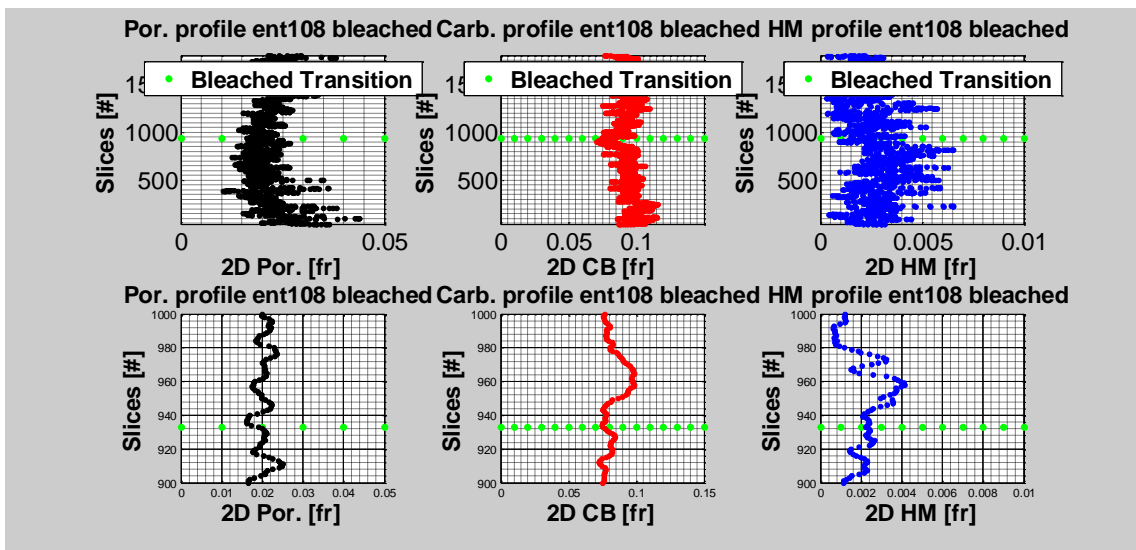 Por. profile ent108 bleached Carb. profile ent108 bleached HM profile ent108 bleached
Bleached Transition Bleached Transition Bleached Transition
Slices [#] Slices [#] Slices [#]
1000 1000 1000
500 500 500
0 0.05 0 0.05 0.1 0 0.005 0.01
2D Por. [fr] 2D CB [fr] 2D HM [fr]
Por. profile ent108 bleached Carb. profile ent108 bleached HM profile ent108 bleached
Slices [#] Slices [#] Slices [#]
1000 1000 1000
980 980 980
960 960 960
940 940 940
920 920 920
900 900 900
0 0.01 0.02 0.03 0.04 0.05 0 0.05 0.1 0.15 0 0.002 0.004 0.006 0.008 0.01
2D Por. [fr] 2D CB [fr] 2D HM [fr]